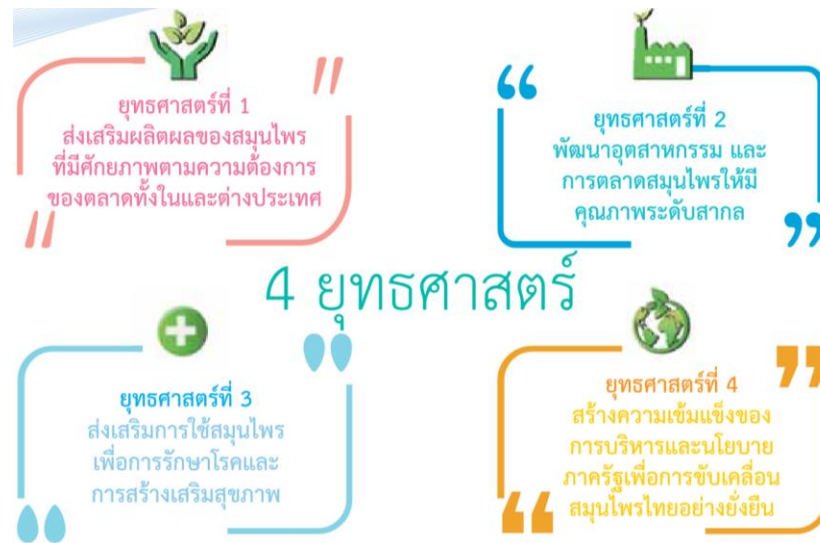 ยุทธศาสตร์ที่ 1
ส่งเสริมผลิตผลของสมุนไพร
ที่มีศักยภาพตามความต้องการ
ของตลาดทั้งในและต่างประเทศ
ยุทธศาสตร์ที่ 2
พัฒนาอุตสาหกรรม และ
การตลาดสมุนไพรให้มี
คุณภาพระดับสากล
4 ยุทธศาสตร์
ยุทธศาสตร์ที่ 3
ส่งเสริมการใช้สมุนไพร
เพื่อการรักษาโรคและ
การสร้างเสริมสุขภาพ
ยุทธศาสตร์ที่ 4
สร้างความเข้มแข็งของ
การบริหารและนโยบาย
ภาครัฐเพื่อการขับเคลื่อน
สมุนไพรไทยอย่างยั่งยืน